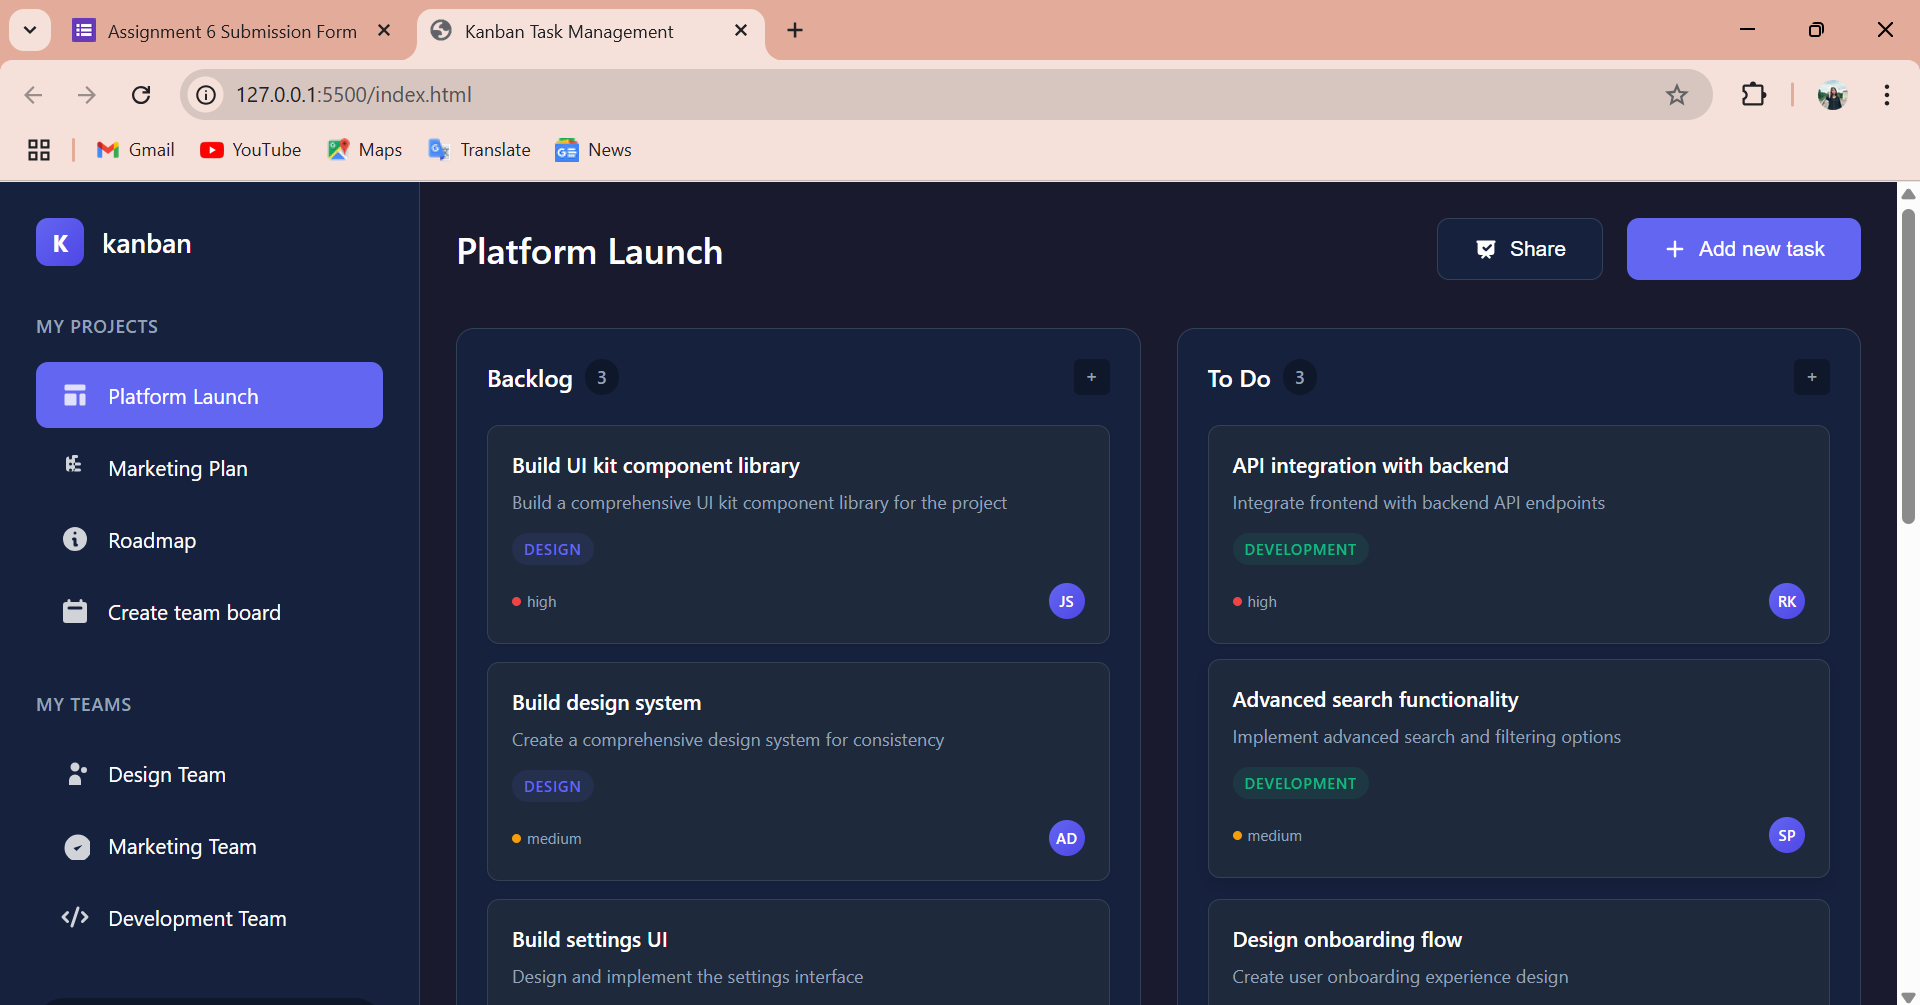 Assignment 6 Submission Form
Kanban Task Management
127.0.0.1:5500/index.html
Gmail
YouTube
Maps
Translate
News
K
kanban
MY PROJECTS
Platform Launch
Marketing Plan
Roadmap
Create team board
MY TEAMS
Design Team
Marketing Team
Development Team
Platform Launch
Share
+ Add new task
Backlog 3 +
Build UI kit component library
Build a comprehensive UI kit component library for the project
DESIGN
high JS
Build design system
Create a comprehensive design system for consistency
DESIGN
medium AD
Build settings UI
Design and implement the settings interface
To Do 3 +
API integration with backend
Integrate frontend with backend API endpoints
DEVELOPMENT
high RK
Advanced search functionality
Implement advanced search and filtering options
DEVELOPMENT
medium SP
Design onboarding flow
Create user onboarding experience design